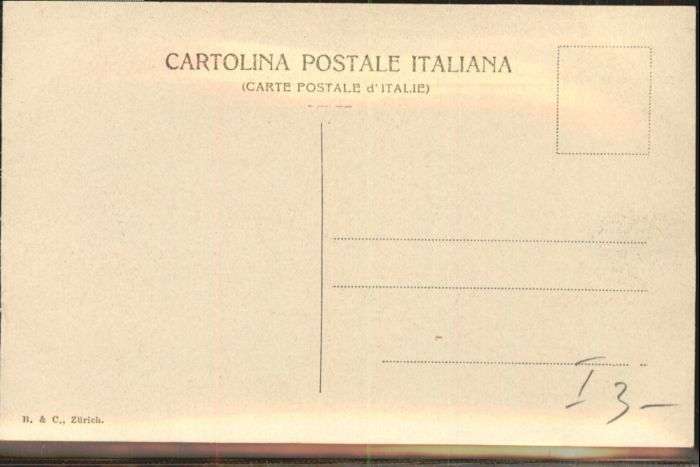 CARTOLINA POSTALE ITALIANA
(CARTE POSTALE d'ITALIE)
I 3-
B. & C., Zürich.